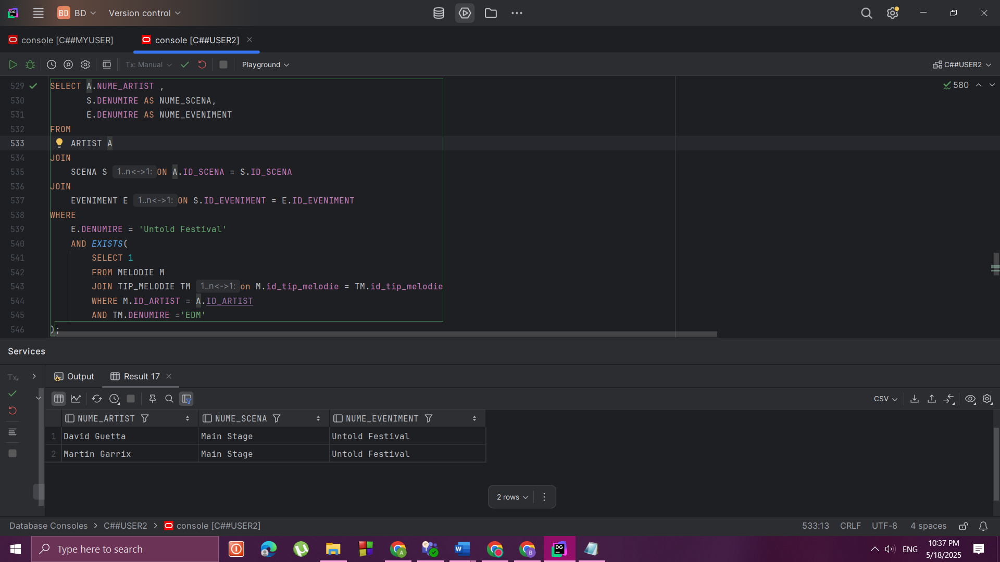 BD BD Version control
console [C##MYUSER] console [C##USER2]
Tx: Manual Playground C##USER2
580
529 SELECT A.NUME_ARTIST ,
530 S.DENUMIRE AS NUME_SCENA,
531 E.DENUMIRE AS NUME_EVENIMENT
532 FROM
533 ARTIST A
534 JOIN
535 SCENA S 1..n<->1: ON A.ID_SCENA = S.ID_SCENA
536 JOIN
537 EVENIMENT E 1..n<->1: ON S.ID_EVENIMENT = E.ID_EVENIMENT
538 WHERE
539 E.DENUMIRE = 'Untold Festival'
540 AND EXISTS(
541 SELECT 1
542 FROM MELODIE M
543 JOIN TIP_MELODIE TM 1..n<->1: on M.id_tip_melodie = TM.id_tip_melodie
544 WHERE M.ID_ARTIST = A.ID_ARTIST
545 AND TM.DENUMIRE ='EDM'
546 );
Services
Tx Output Result 17
CSV
NUME_ARTIST NUME_SCENA NUME_EVENIMENT
1 David Guetta Main Stage Untold Festival
2 Martin Garrix Main Stage Untold Festival
2 rows
Database Consoles > C##USER2 > console [C##USER2] 533:13 CRLF UTF-8 4 spaces
Type here to search
ENG
10:37 PM
5/18/2025